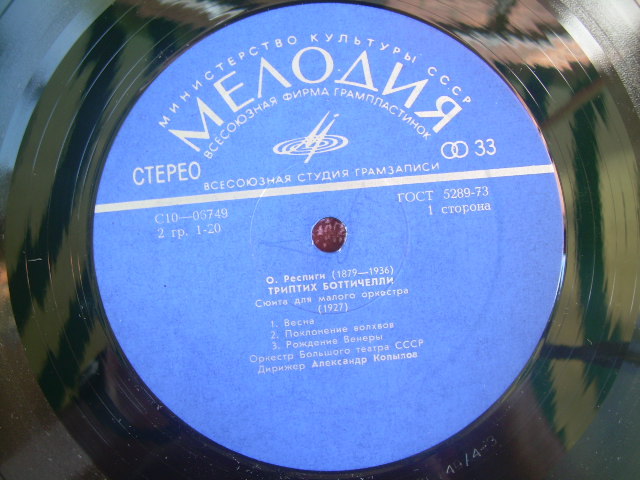 МИНИСТЕРСТВО КУЛЬТУРЫ СССР
МЕЛОДИЯ
ВСЕСОЮЗНАЯ ФИРМА ГРАМПЛАСТИНОК
СТЕРЕО
33
ВСЕСОЮЗНАЯ СТУДИЯ ГРАМЗАПИСИ
С10—06749
ГОСТ 5289-73
2 гр. 1-20
1 сторона
О. Респиги (1879—1936)
ТРИПТИХ БОТТИЧЕЛЛИ
Сюита для малого оркестра
(1927)
1. Весна
2. Поклонение волхвов
3. Рождение Венеры
Оркестр Большого театра СССР
Дирижер Александр Копылов